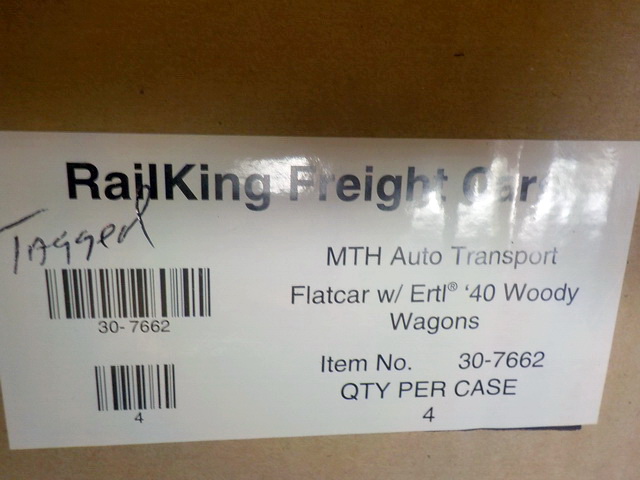 RailKing Freight Cars
Tagged
30-7662
4
MTH Auto Transport
Flatcar w/ Ertl® '40 Woody
Wagons
Item No. 30-7662
QTY PER CASE
4